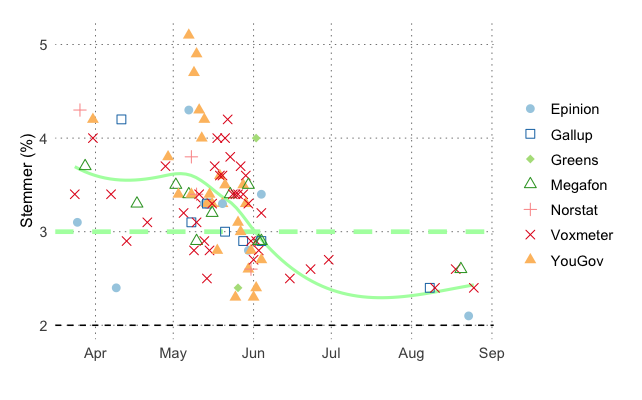 5
4
3
2
Stemmer (%)
Apr May Jun Jul Aug Sep
Epinion
Gallup
Greens
Megafon
Norstat
Voxmeter
YouGov